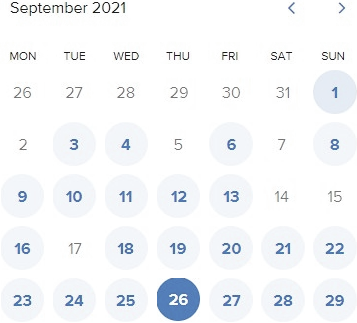 September 2021
MON TUE WED THU FRI SAT SUN
26 27 28 29 30 31 1
2 3 4 5 6 7 8
9 10 11 12 13 14 15
16 17 18 19 20 21 22
23 24 25 26 27 28 29